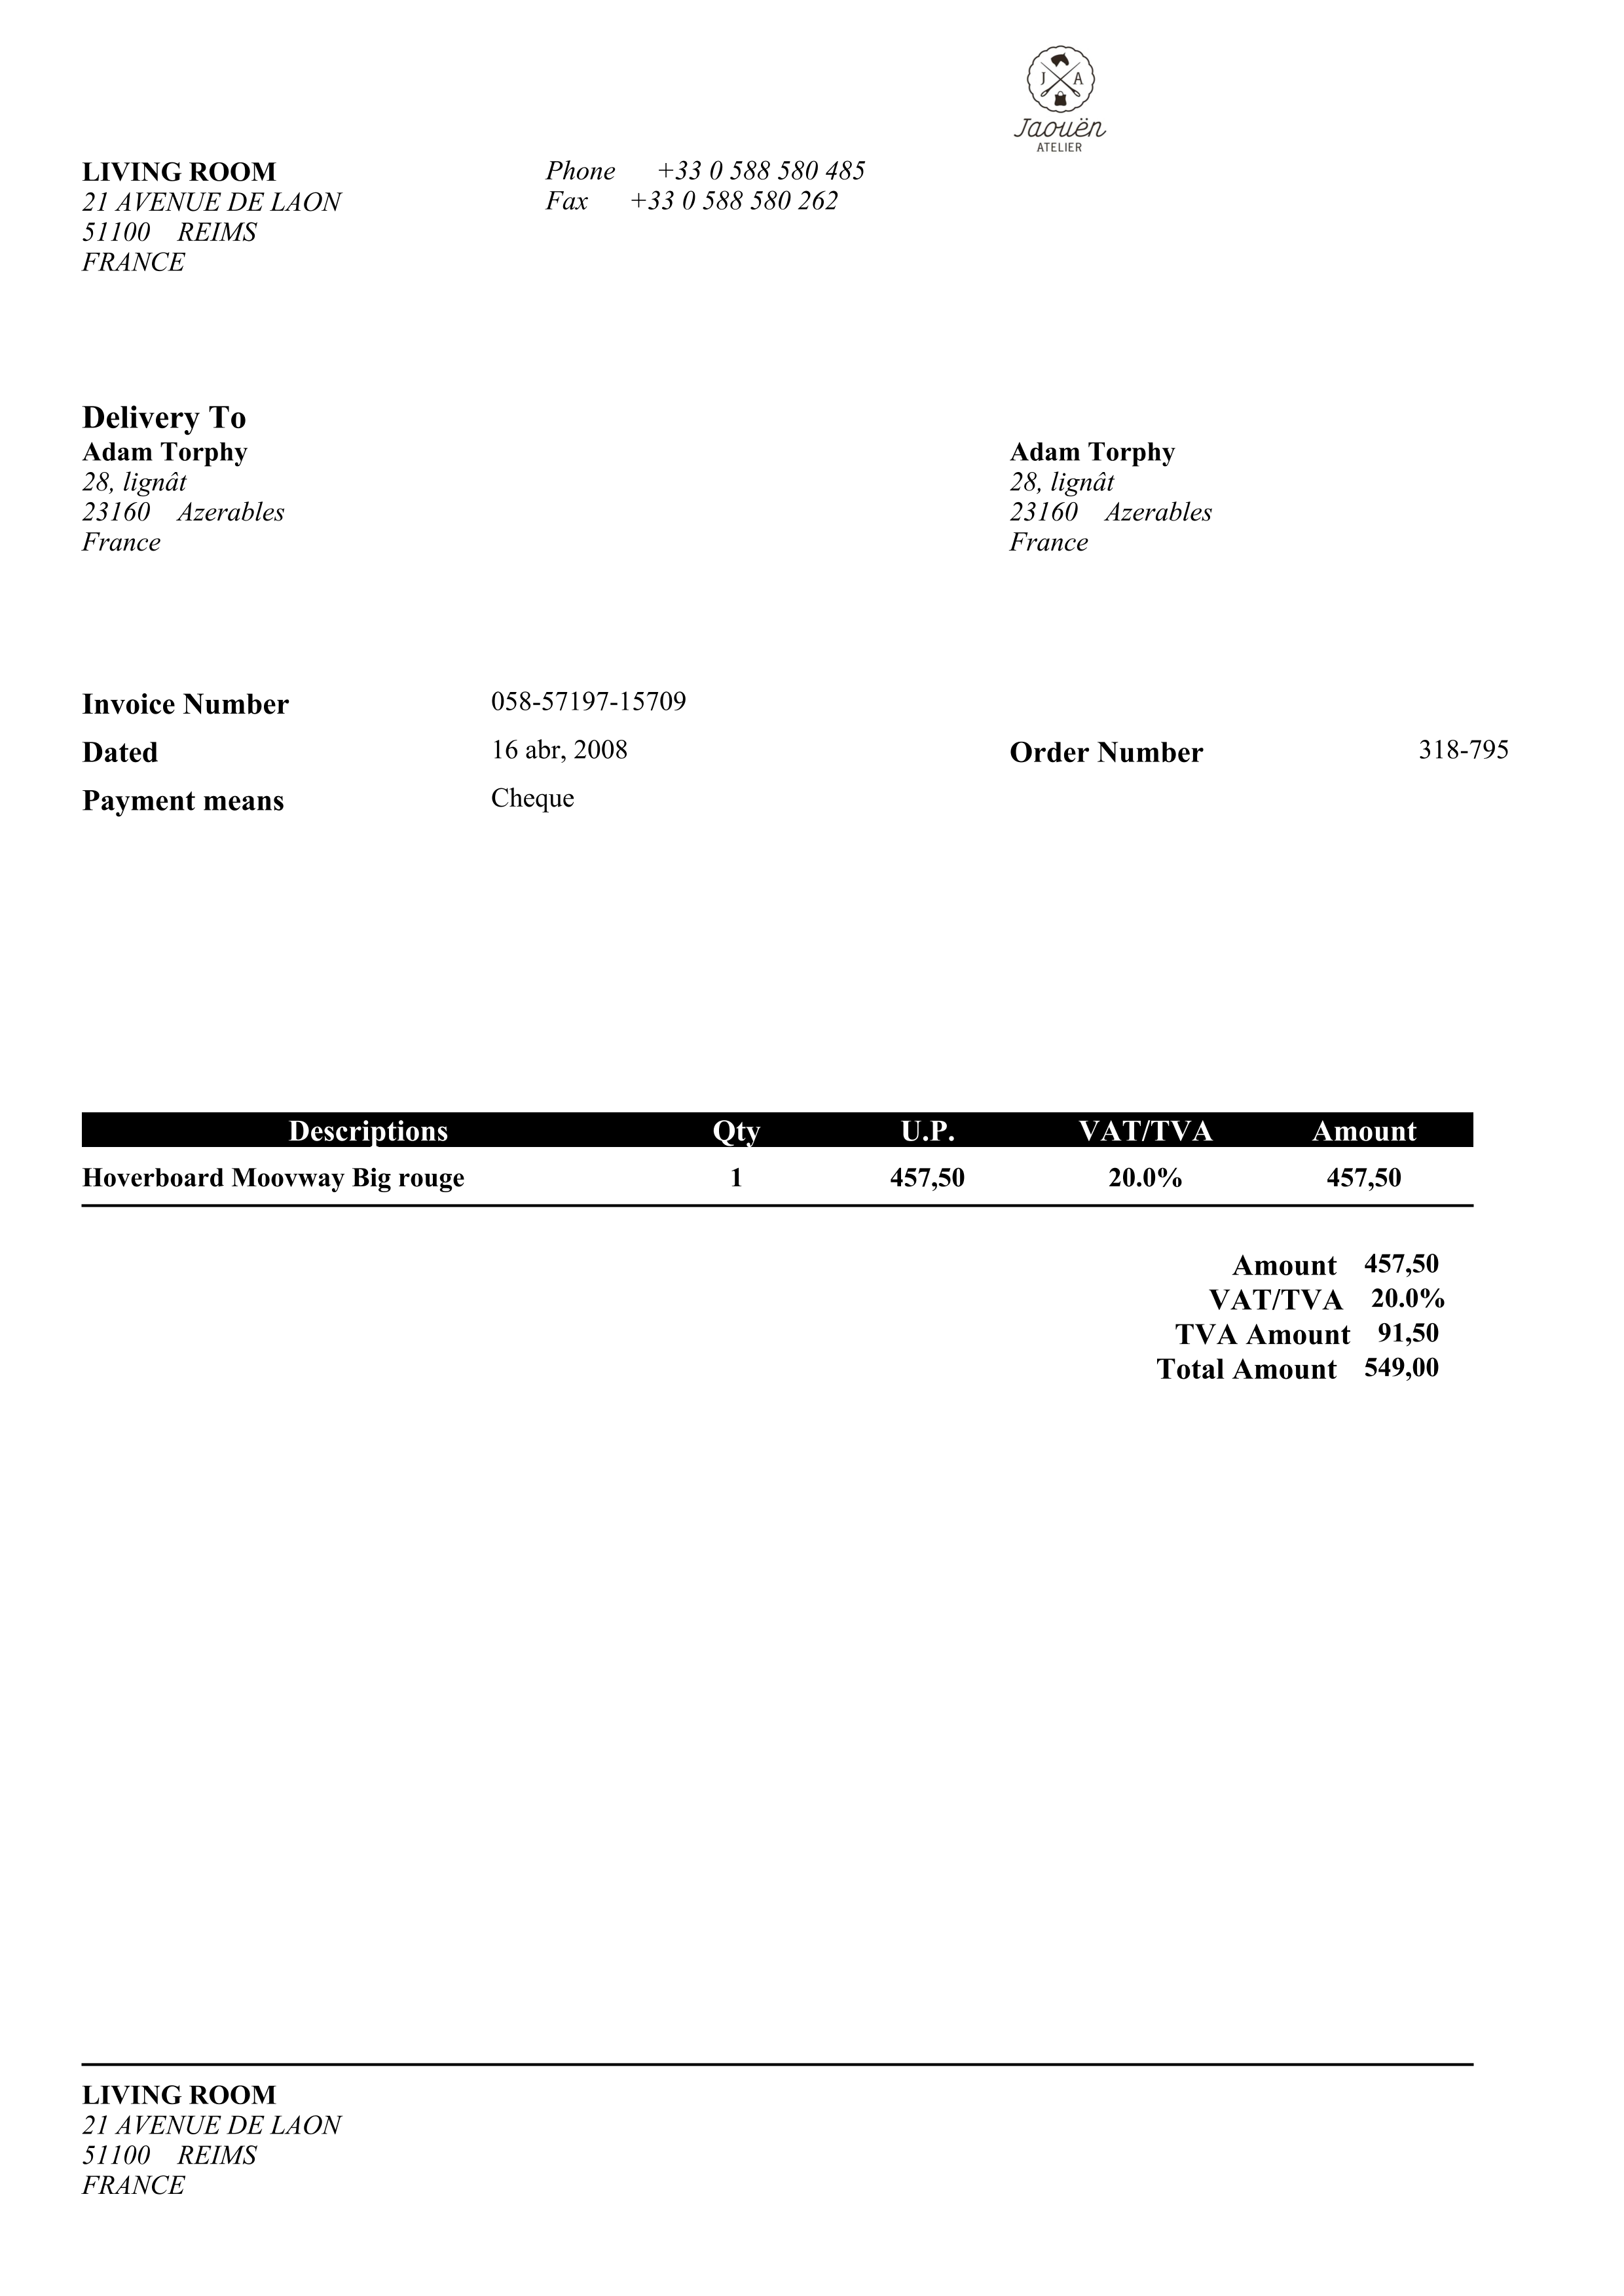 J A
Jaouën
ATELIER
LIVING ROOM
21 AVENUE DE LAON
51100 REIMS
FRANCE
Phone +33 0 588 580 485
Fax +33 0 588 580 262
Delivery To
Adam Torphy
28, lignât
23160 Azerables
France
Adam Torphy
28, lignât
23160 Azerables
France
Invoice Number 058-57197-15709
Dated 16 abr, 2008 Order Number 318-795
Payment means Cheque
Descriptions Qty U.P. VAT/TVA Amount
Hoverboard Moovway Big rouge 1 457,50 20.0% 457,50
Amount 457,50
VAT/TVA 20.0%
TVA Amount 91,50
Total Amount 549,00
LIVING ROOM
21 AVENUE DE LAON
51100 REIMS
FRANCE